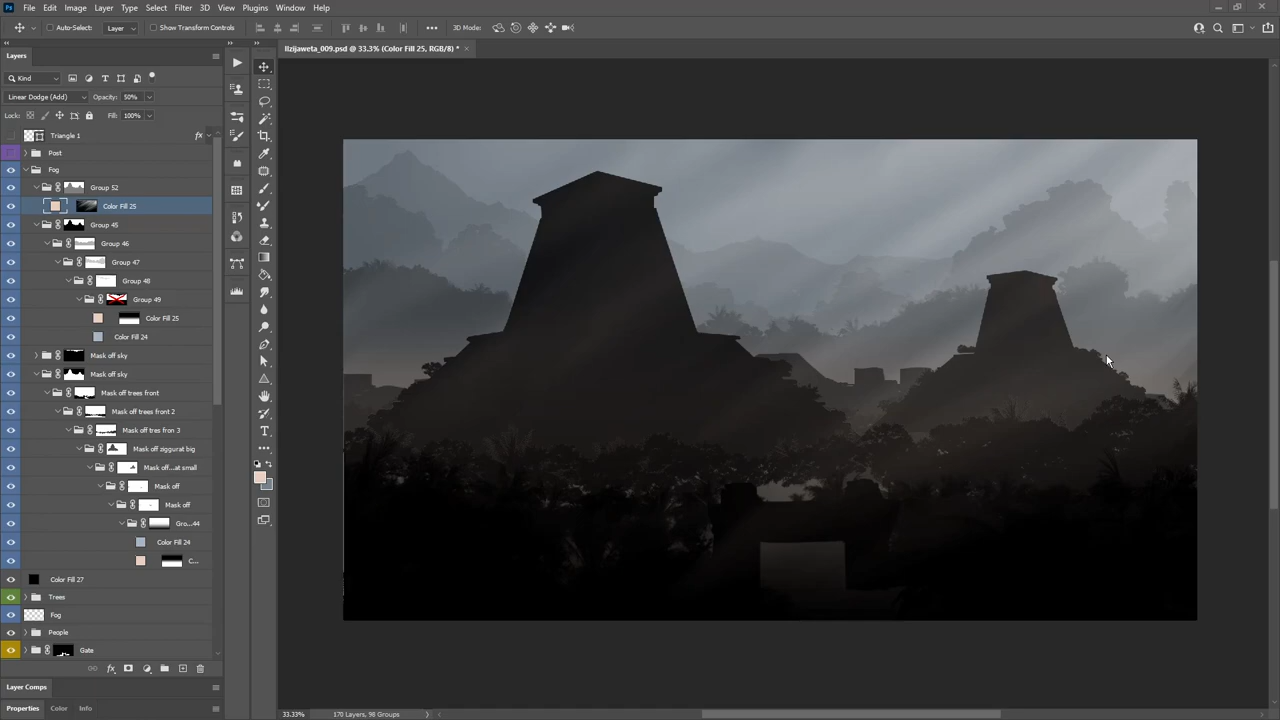 Ps File Edit Image Layer Type Select Filter 3D View Plugins Window Help
Auto-Select: Layer Show Transform Controls 3D Mode:
Ilzijaweta_009.psd @ 33.3% (Color Fill 25, RGB/8) *
Layers
Kind
Linear Dodge (Add) Opacity: 50%
Lock: Fill: 100%
Triangle 1 fx
Post
Fog
Group 52
Color Fill 25
Group 45
Group 46
Group 47
Group 48
Group 49
Color Fill 25
Color Fill 24
Mask off sky
Mask off sky
Mask off trees front
Mask off trees front 2
Mask off tres fron 3
Mask off ziggurat big
Mask off...at small
Mask off
Mask off
Gro...44
Color Fill 24
C...
Color Fill 27
Trees
Fog
People
Gate
fx
Layer Comps
Properties Color Info
33.33% 170 Layers, 98 Groups